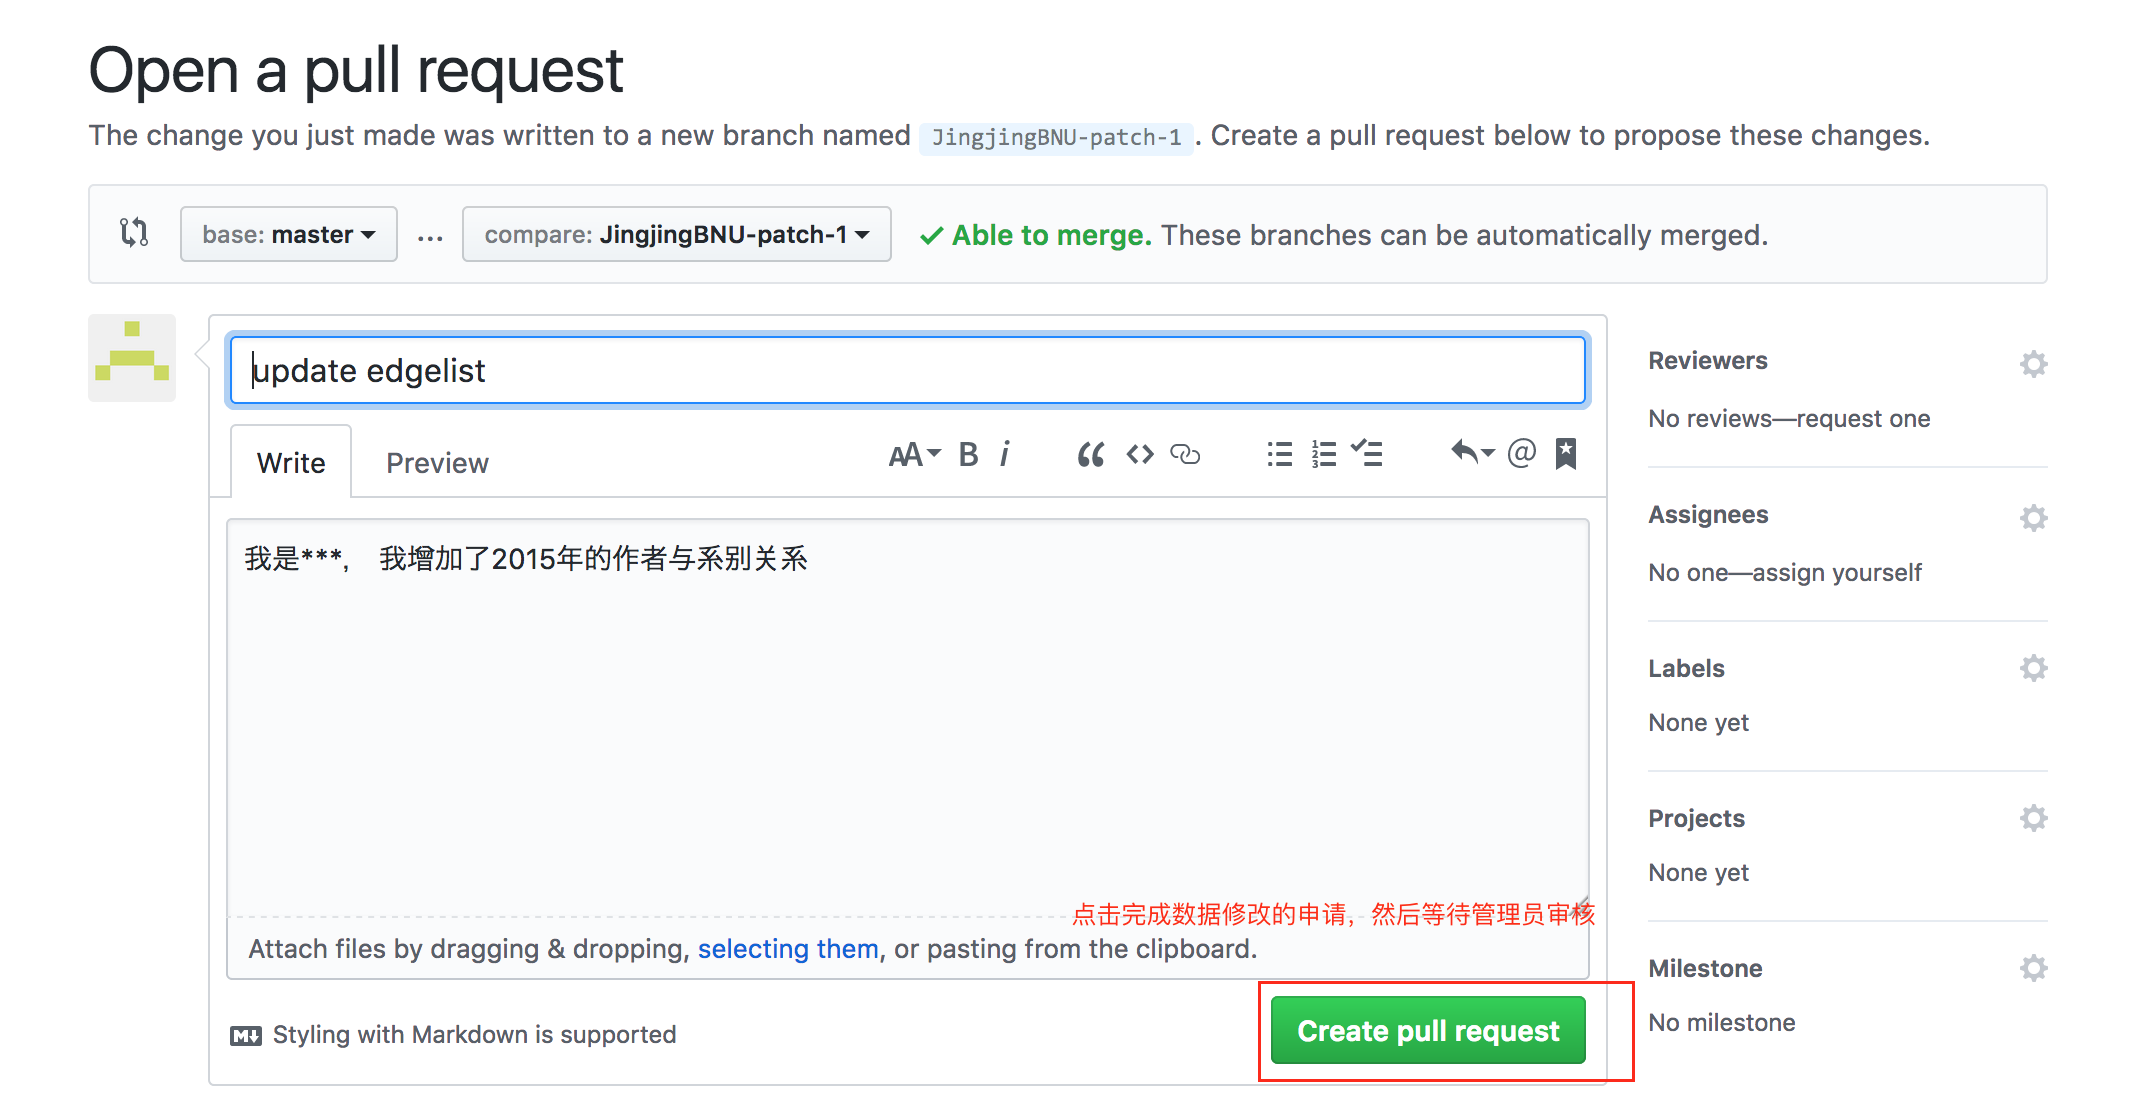 Open a pull request
The change you just made was written to a new branch named JingjingBNU-patch-1. Create a pull request below to propose these changes.
base: master ... compare: JingjingBNU-patch-1 Able to merge. These branches can be automatically merged.
update edgelist
Write Preview
我是***， 我增加了2015年的作者与系别关系
点击完成数据修改的申请，然后等待管理员审核
Attach files by dragging & dropping, selecting them, or pasting from the clipboard.
Styling with Markdown is supported
Create pull request
Reviewers
No reviews—request one
Assignees
No one—assign yourself
Labels
None yet
Projects
None yet
Milestone
No milestone